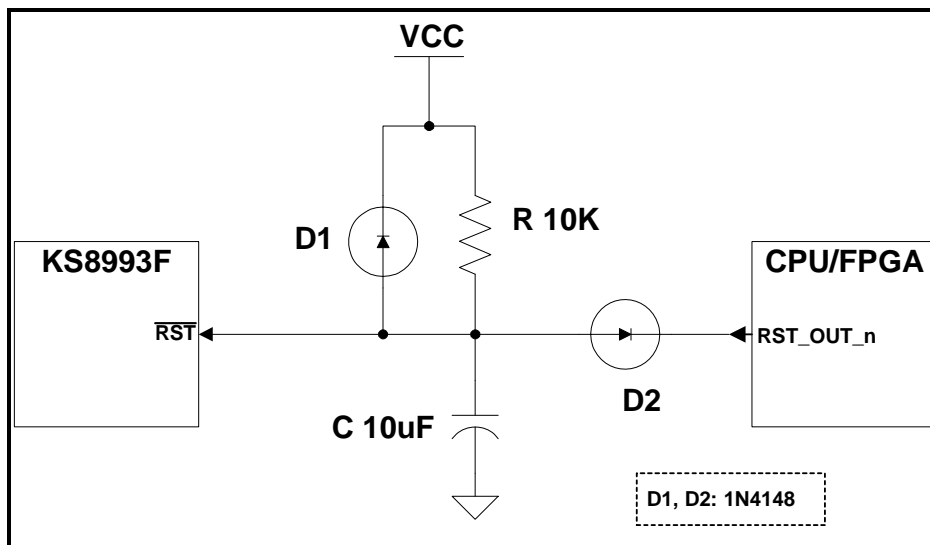 VCC
D1
R 10K
KS8993F
CPU/FPGA
RST
RST_OUT_n
D2
C 10uF
D1, D2: 1N4148